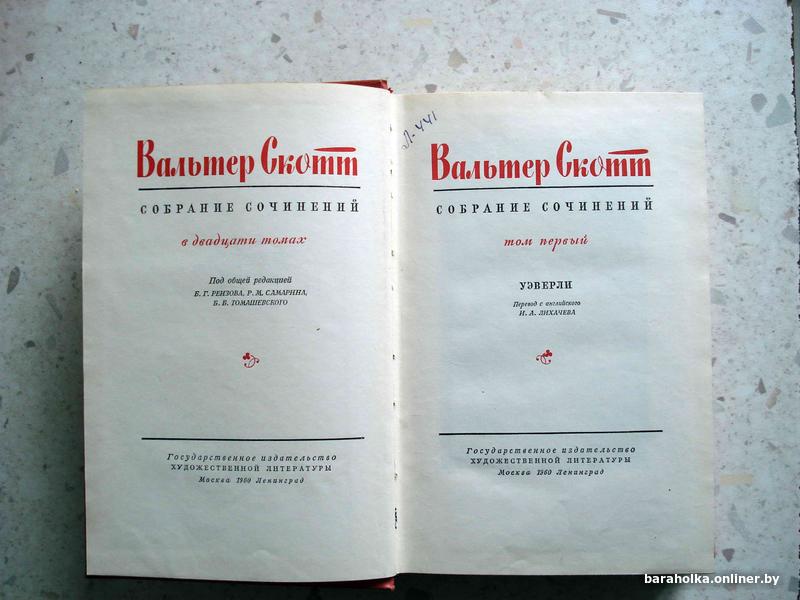 Вальтер Скотт
СОБРАНИЕ СОЧИНЕНИЙ
в двадцати томах
Под общей редакцией
Б. Г. РЕИЗОВА, Р. М. САМАРИНА,
Б. Б. ТОМАШЕВСКОГО
Государственное издательство
ХУДОЖЕСТВЕННОЙ ЛИТЕРАТУРЫ
Москва 1960 Ленинград
Л-441
Вальтер Скотт
СОБРАНИЕ СОЧИНЕНИЙ
том первый
УЭВЕРЛИ
Перевод с английского
И. А. ЛИХАЧЕВА
Государственное издательство
ХУДОЖЕСТВЕННОЙ ЛИТЕРАТУРЫ
Москва 1960 Ленинград
baraholka.onliner.by